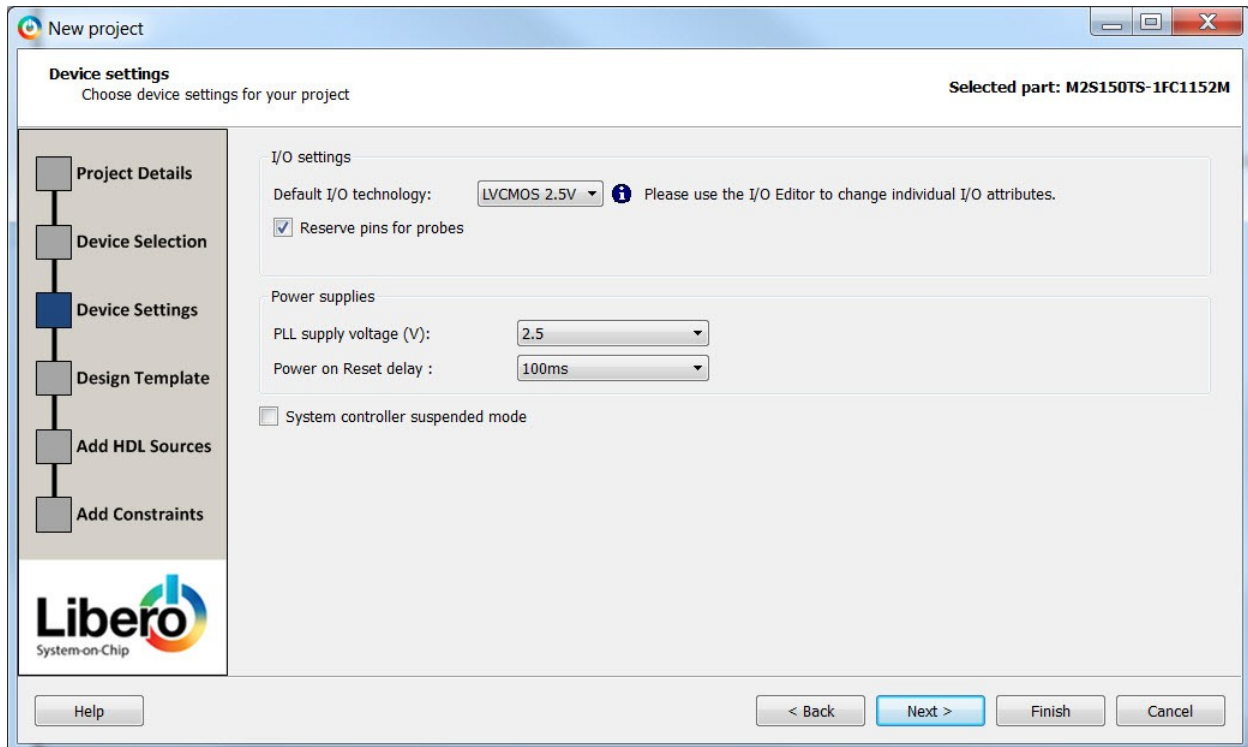 New project
Device settings
Choose device settings for your project
Selected part: M2S150TS-1FC1152M
Project Details
Device Selection
Device Settings
Design Template
Add HDL Sources
Add Constraints
Libero
System-on-Chip
I/O settings
Default I/O technology: LVCMOS 2.5V Please use the I/O Editor to change individual I/O attributes.
Reserve pins for probes
Power supplies
PLL supply voltage (V): 2.5
Power on Reset delay : 100ms
System controller suspended mode
Help < Back Next > Finish Cancel